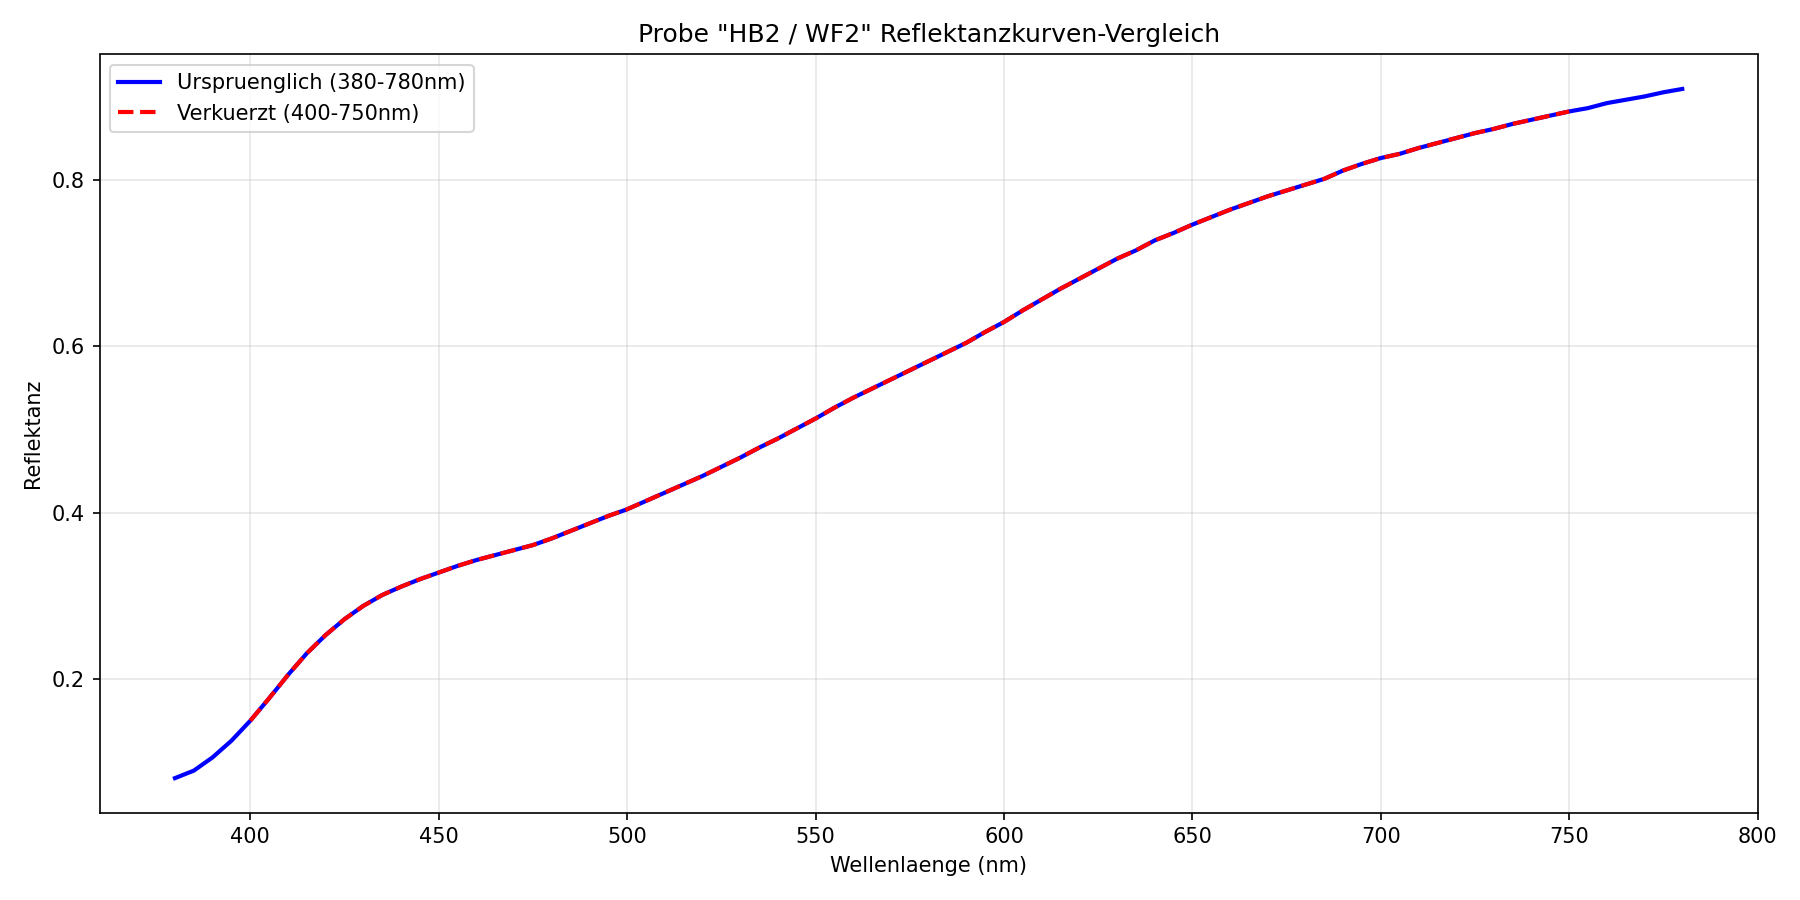 Probe "HB2 / WF2" Reflektanzkurven-Vergleich
Urspruenglich (380-780nm)
Verkuerzt (400-750nm)
Reflektanz
0.8
0.6
0.4
0.2
400 450 500 550 600 650 700 750 800
Wellenlaenge (nm)